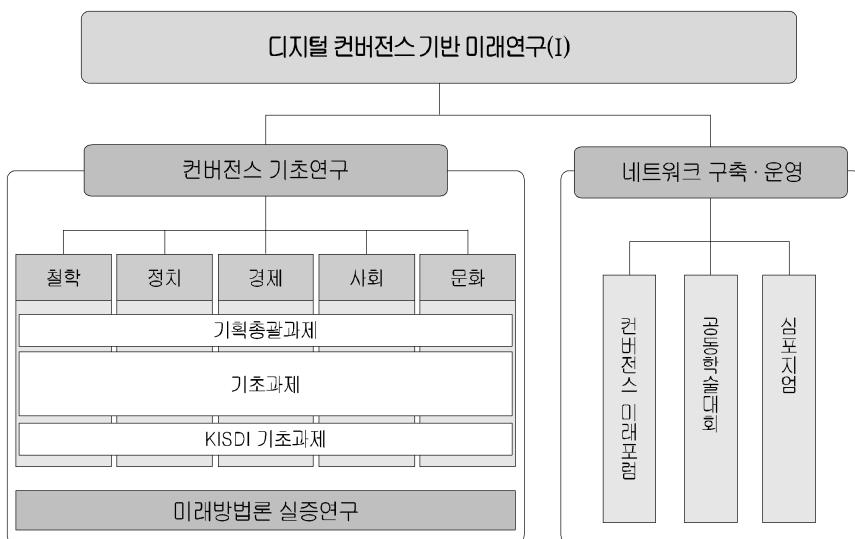 디지털 컨버전스 기반 미래연구(I)
컨버전스 기초연구
네트워크 구축 · 운영
철학
정치
경제
사회
문화
기획총괄과제
기초과제
KISDI 기초과제
미래방법론 실증연구
컨버전스 미래포럼
공동학술대회
심포지엄